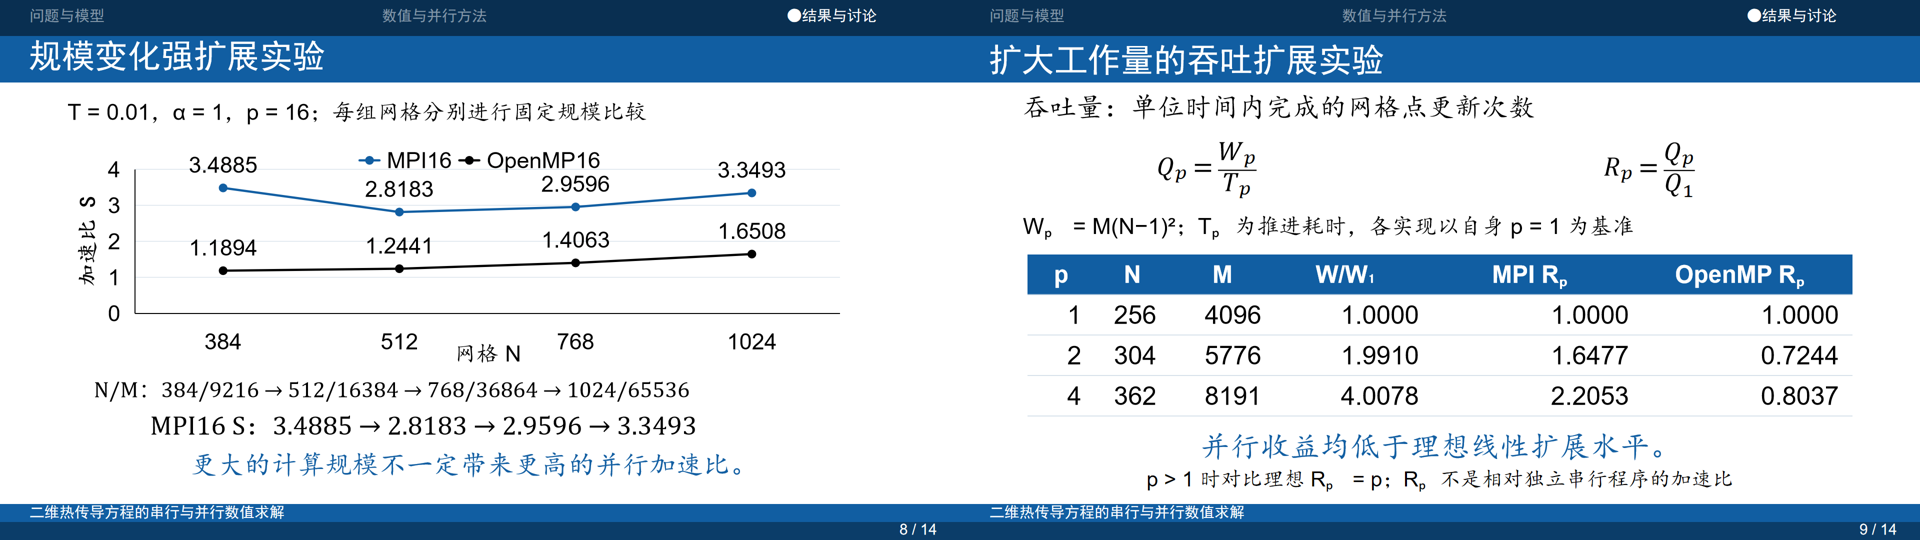 问题与模型 数值与并行方法 ●结果与讨论
规模变化强扩展实验
T = 0.01，α = 1，p = 16；每组网格分别进行固定规模比较
MPI16 OpenMP16
加速比 S
4
3
2
1
0
3.4885 2.8183 2.9596 3.3493
1.1894 1.2441 1.4063 1.6508
384 512 768 1024
网格 N
N/M：384/9216 → 512/16384 → 768/36864 → 1024/65536
MPI16 S：3.4885 → 2.8183 → 2.9596 → 3.3493
更大的计算规模不一定带来更高的并行加速比。
二维热传导方程的串行与并行数值求解
8 / 14
问题与模型 数值与并行方法 ●结果与讨论
扩大工作量的吞吐扩展实验
吞吐量：单位时间内完成的网格点更新次数
Qₚ = Wₚ/Tₚ Rₚ = Qₚ/Q₁
Wₚ = M(N−1)²；Tₚ 为推进耗时，各实现以自身 p = 1 为基准
p N M W/W₁ MPI Rₚ OpenMP Rₚ
1 256 4096 1.0000 1.0000 1.0000
2 304 5776 1.9910 1.6477 0.7244
4 362 8191 4.0078 2.2053 0.8037
并行收益均低于理想线性扩展水平。
p > 1 时对比理想 Rₚ = p；Rₚ 不是相对独立串行程序的加速比
二维热传导方程的串行与并行数值求解
9 / 14